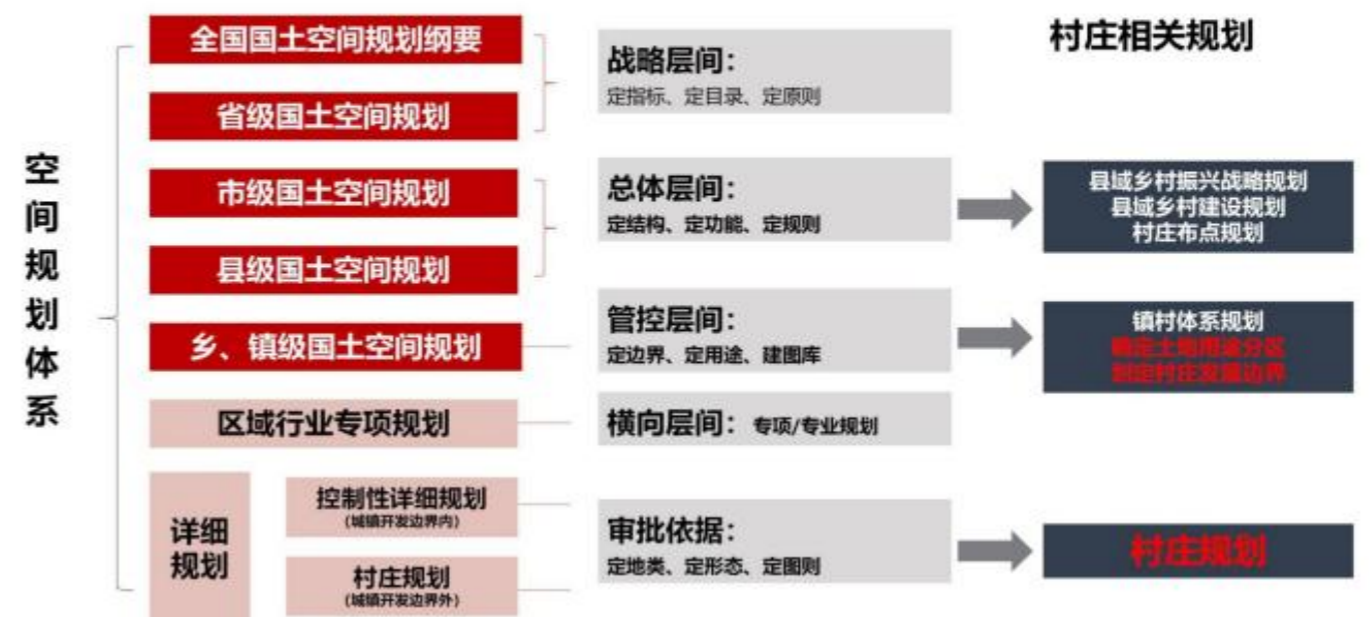 村庄相关规划
空间规划体系
全国国土空间规划纲要
省级国土空间规划
市级国土空间规划
县级国土空间规划
乡、镇级国土空间规划
区域行业专项规划
详细
规划
控制性详细规划
(城镇开发边界内)
村庄规划
(城镇开发边界外)
战略层间:
定指标、定目录、定原则
总体层间:
定结构、定功能、定规则
管控层间:
定边界、定用途、建图库
横向层间: 专项/专业规划
审批依据:
定地类、定形态、定图则
县域乡村振兴战略规划
县域乡村建设规划
村庄布点规划
镇村体系规划
确定土地用途分区
划定村庄发展边界
村庄规划